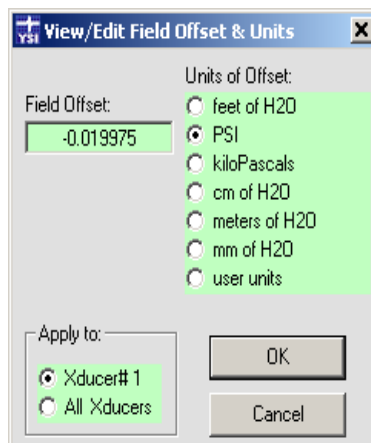 YSI View/Edit Field Offset & Units
Units of Offset:
Field Offset:
-0.019975
feet of H2O
PSI
kiloPascals
cm of H2O
meters of H2O
mm of H2O
user units
Apply to:
Xducer# 1
All Xducers
OK
Cancel